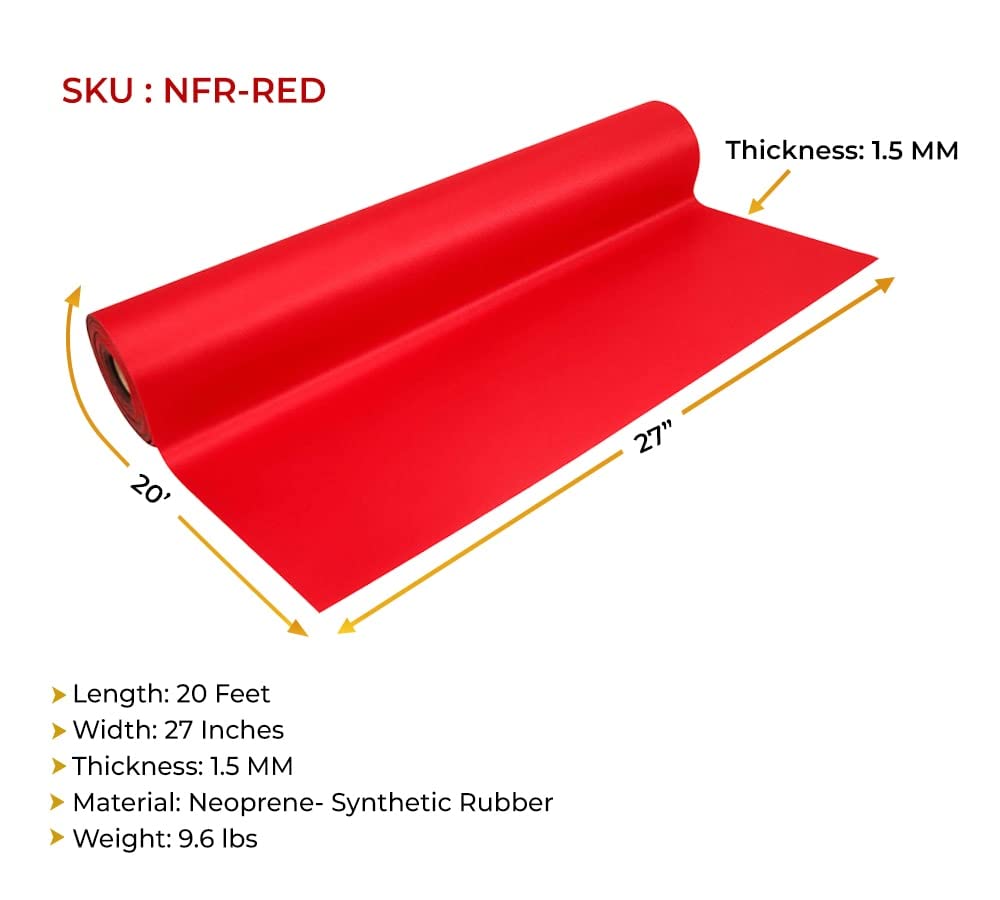 SKU : NFR-RED
Thickness: 1.5 MM
27”
20’
Length: 20 Feet
Width: 27 Inches
Thickness: 1.5 MM
Material: Neoprene- Synthetic Rubber
Weight: 9.6 lbs